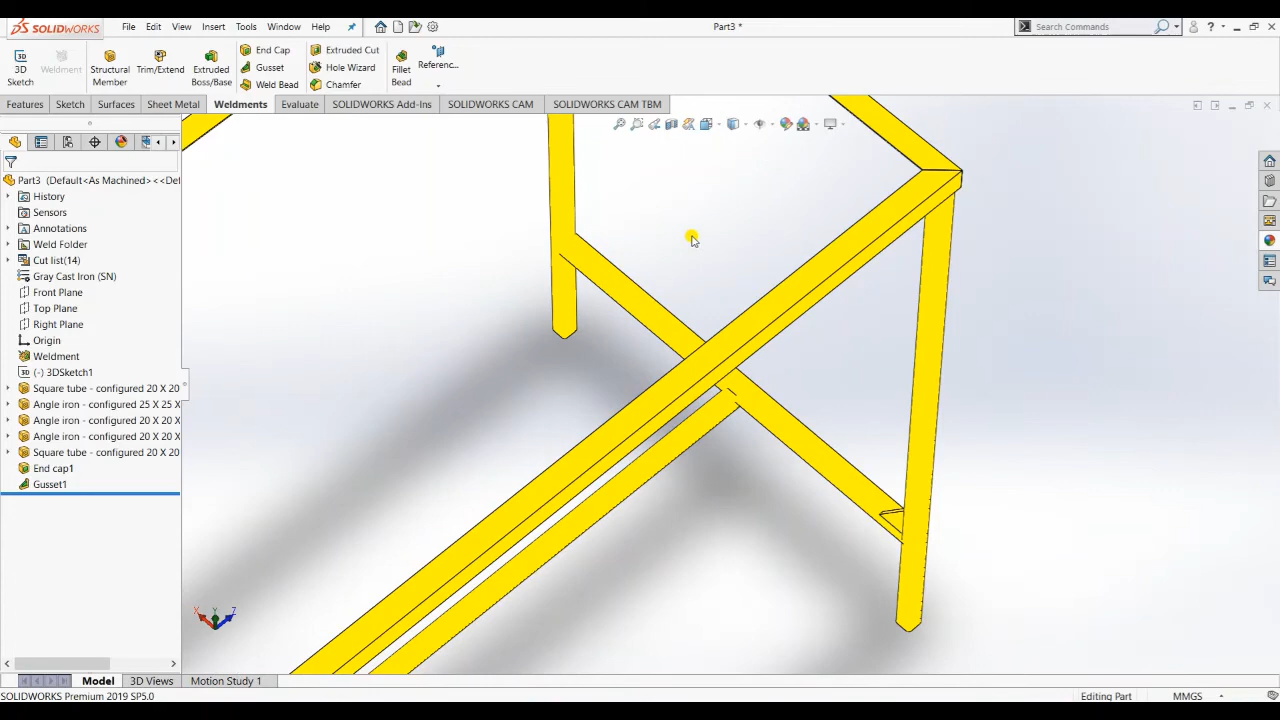 SOLIDWORKS File Edit View Insert Tools Window Help Part3 * Search Commands ?
3D Sketch Weldment Structural Member Trim/Extend Extruded Boss/Base End Cap Gusset Weld Bead Extruded Cut Hole Wizard Chamfer Fillet Bead Referenc...
Features Sketch Surfaces Sheet Metal Weldments Evaluate SOLIDWORKS Add-Ins SOLIDWORKS CAM SOLIDWORKS CAM TBM
Part3 (Default<As Machined><<Def
History
Sensors
Annotations
Weld Folder
Cut list(14)
Gray Cast Iron (SN)
Front Plane
Top Plane
Right Plane
Origin
Weldment
3D (-) 3DSketch1
Square tube - configured 20 X 20
Angle iron - configured 25 X 25 X
Angle iron - configured 20 X 20 X
Angle iron - configured 20 X 20 X
Square tube - configured 20 X 20
End cap1
Gusset1
X Y Z
Model 3D Views Motion Study 1
SOLIDWORKS Premium 2019 SP5.0 Editing Part MMGS